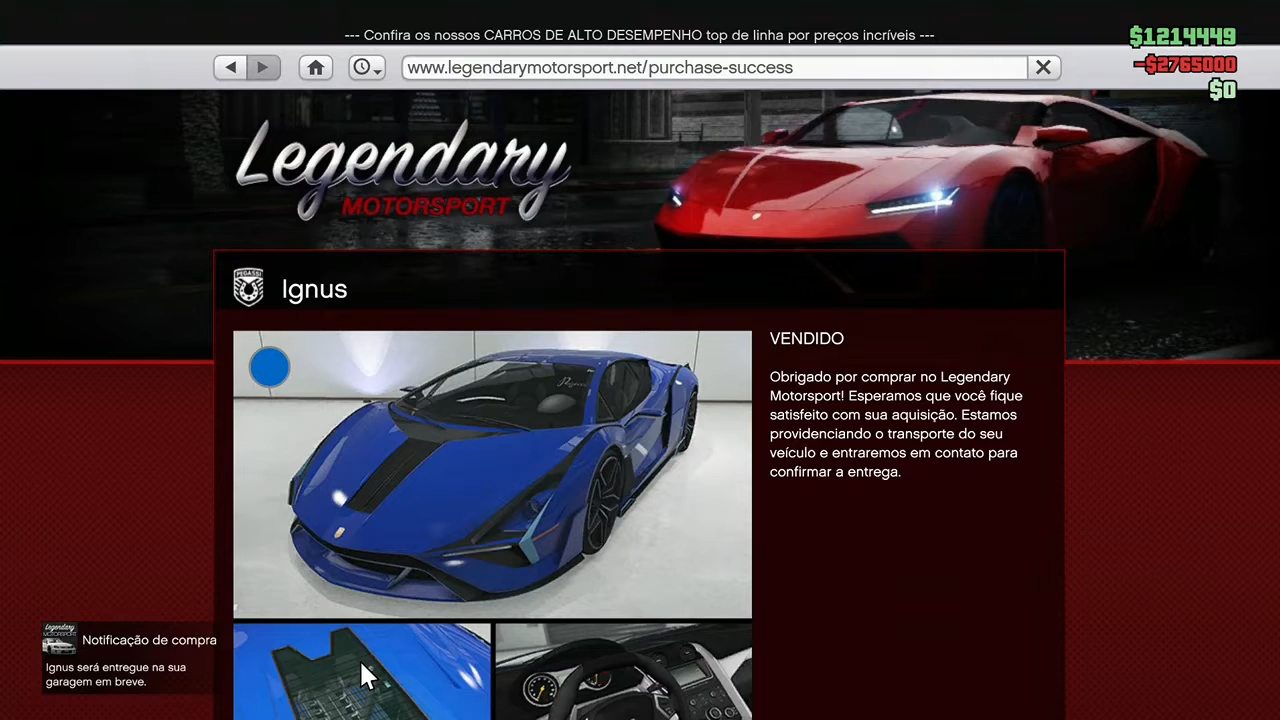 --- Confira os nossos CARROS DE ALTO DESEMPENHO top de linha por preços incríveis ---
$1214449
www.legendarymotorsport.net/purchase-success
-$2765000
$0
Legendary
MOTORSPORT
PEGASSI
Ignus
VENDIDO
Obrigado por comprar no Legendary
Motorsport! Esperamos que você fique
satisfeito com sua aquisição. Estamos
providenciando o transporte do seu
veículo e entraremos em contato para
confirmar a entrega.
Legendary
MOTORSPORT
Notificação de compra
Ignus será entregue na sua
garagem em breve.